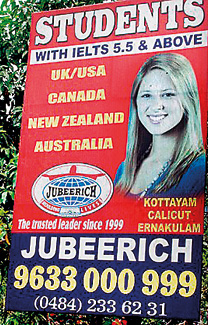 STUDENTS
WITH IELTS 5.5 & ABOVE
UK/USA
CANADA
NEW ZEALAND
AUSTRALIA
JUBEERICH
KOTTAYAM
CALICUT
ERNAKULAM
The trusted leader since 1999
JUBEERICH
9633 000 999
(0484) 233 62 31